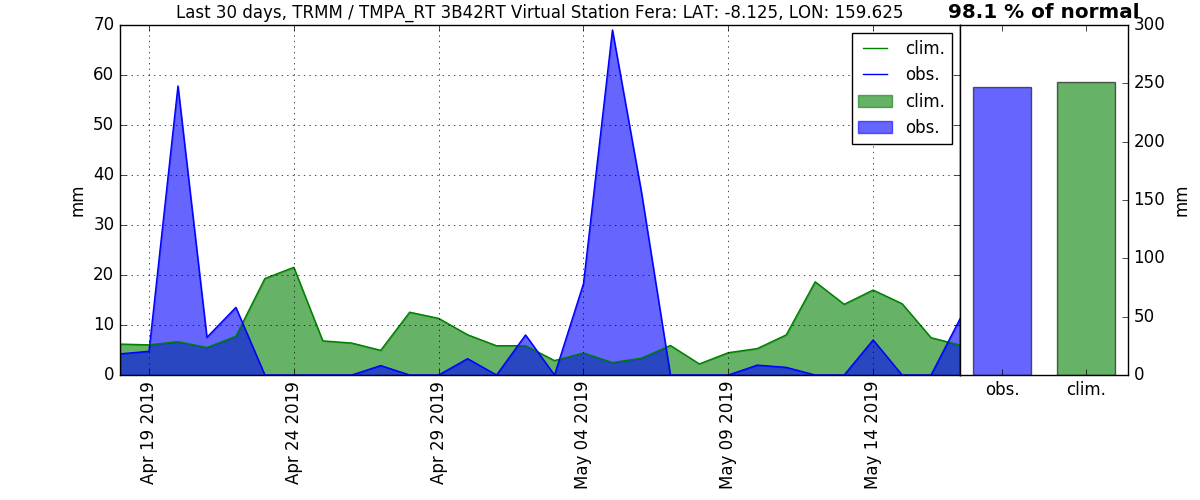 Last 30 days, TRMM / TMPA_RT 3B42RT Virtual Station Fera: LAT: -8.125, LON: 159.625
98.1 % of normal
70
60
50
40
30
20
10
0
mm
clim.
obs.
clim.
obs.
300
250
200
150
100
50
0
mm
Apr 19 2019
Apr 24 2019
Apr 29 2019
May 04 2019
May 09 2019
May 14 2019
obs.
clim.